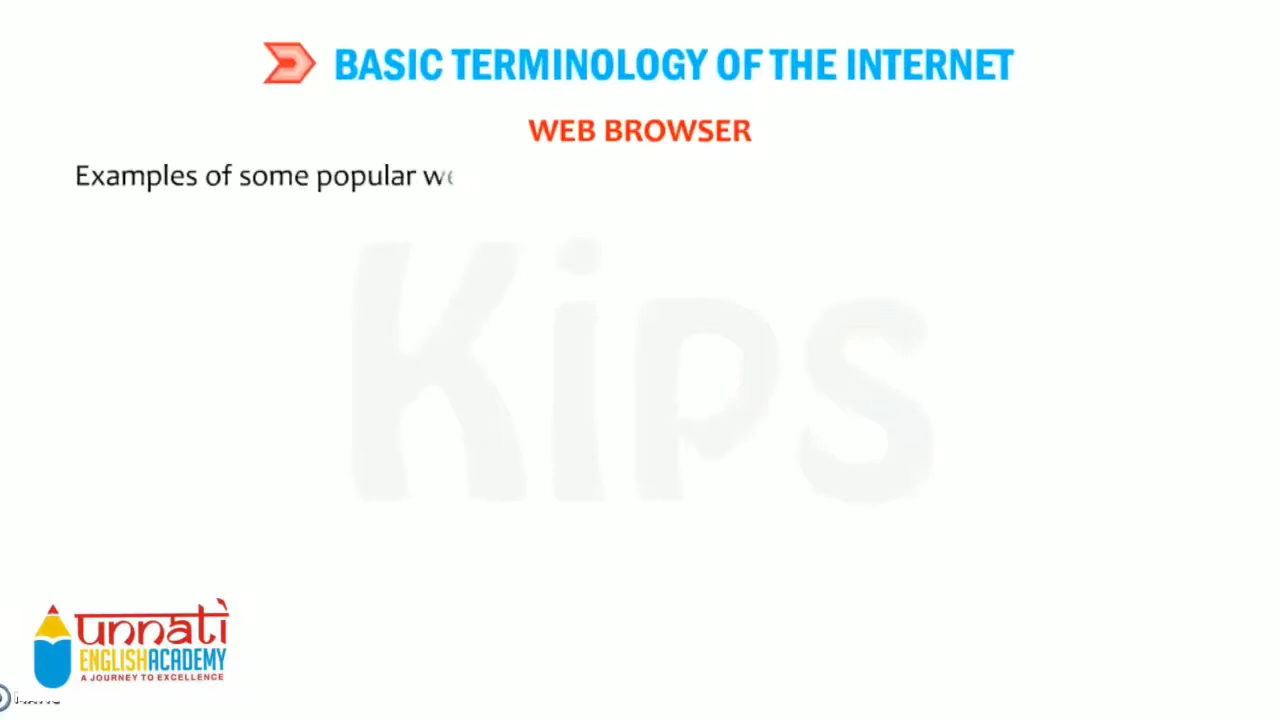 BASIC TERMINOLOGY OF THE INTERNET
WEB BROWSER
Examples of some popular we
Kips
unnati
ENGLISH ACADEMY
A JOURNEY TO EXCELLENCE